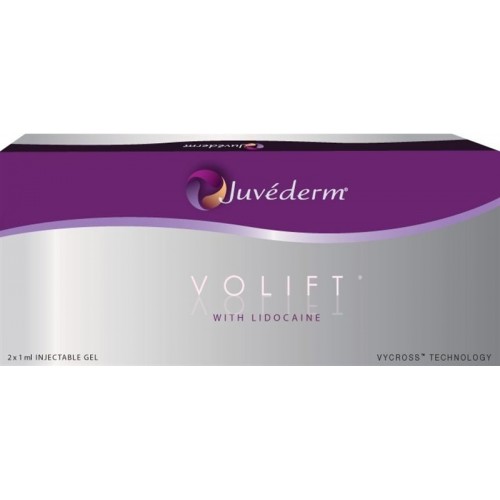 Juvéderm®
VOLIFT®
WITH LIDOCAINE
2 x 1 ml INJECTABLE GEL
VYCROSS™ TECHNOLOGY